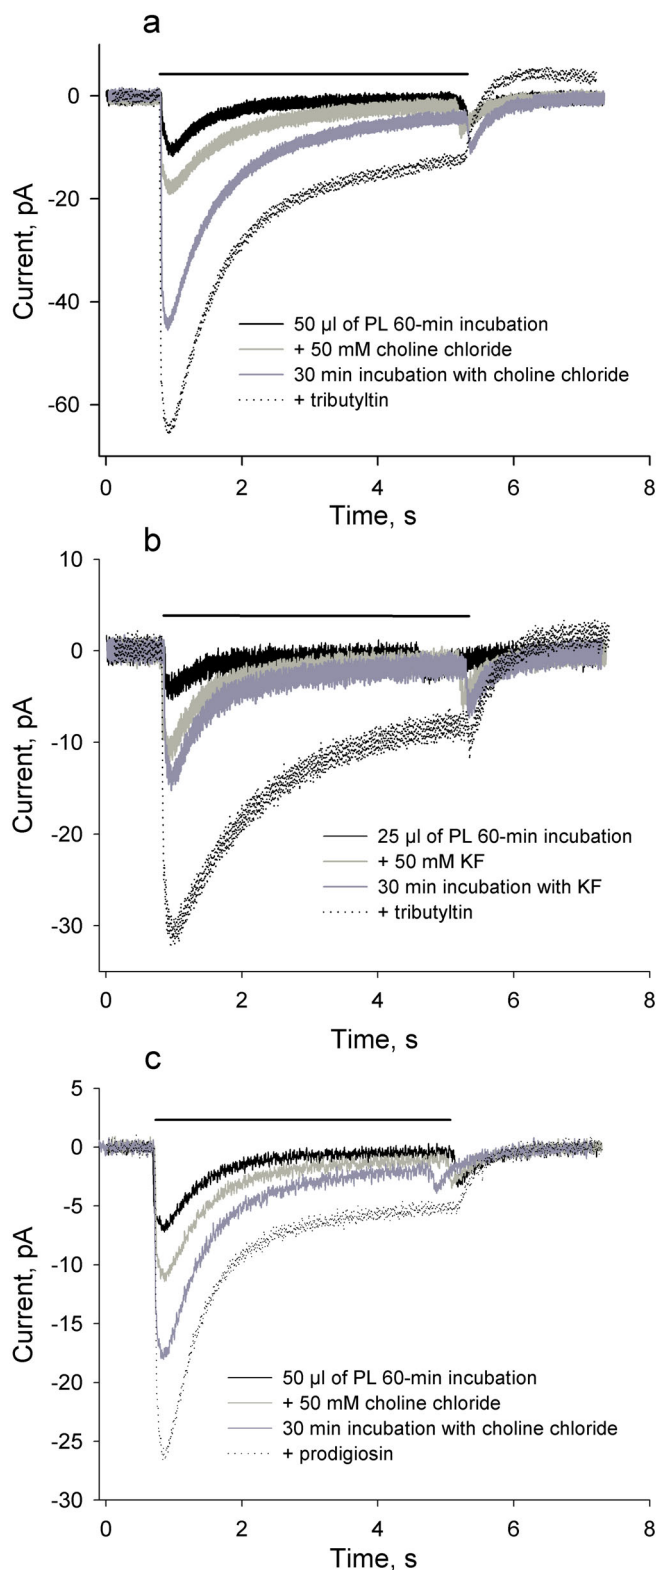 a
0
-20
-40
-60
Current, pA
50 µl of PL 60-min incubation
+ 50 mM choline chloride
30 min incubation with choline chloride
+ tributyltin
0 2 4 6 8
Time, s
b
10
0
-10
-20
-30
Current, pA
25 µl of PL 60-min incubation
+ 50 mM KF
30 min incubation with KF
+ tributyltin
0 2 4 6 8
Time, s
c
5
0
-5
-10
-15
-20
-25
-30
Current, pA
50 µl of PL 60-min incubation
+ 50 mM choline chloride
30 min incubation with choline chloride
+ prodigiosin
0 2 4 6 8
Time, s